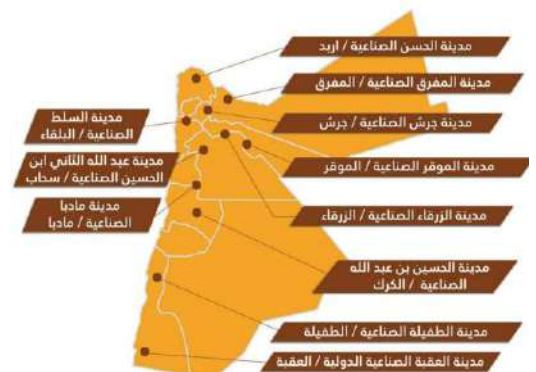 مدينة الحسن الصناعية / اربد
مدينة المفرق الصناعية / المفرق
مدينة جرش الصناعية / جرش
مدينة الموقر الصناعية / الموقر
مدينة الزرقاء الصناعية / الزرقاء
مدينة الحسين بن عبد الله
الصناعية / الكرك
مدينة الطفيلة الصناعية / الطفيلة
مدينة العقبة الصناعية الدولية / العقبة
مدينة السلط
الصناعية / البلقاء
مدينة عبد الله الثاني ابن
الحسين الصناعية / سحاب
مدينة مادبا
الصناعية / مادبا